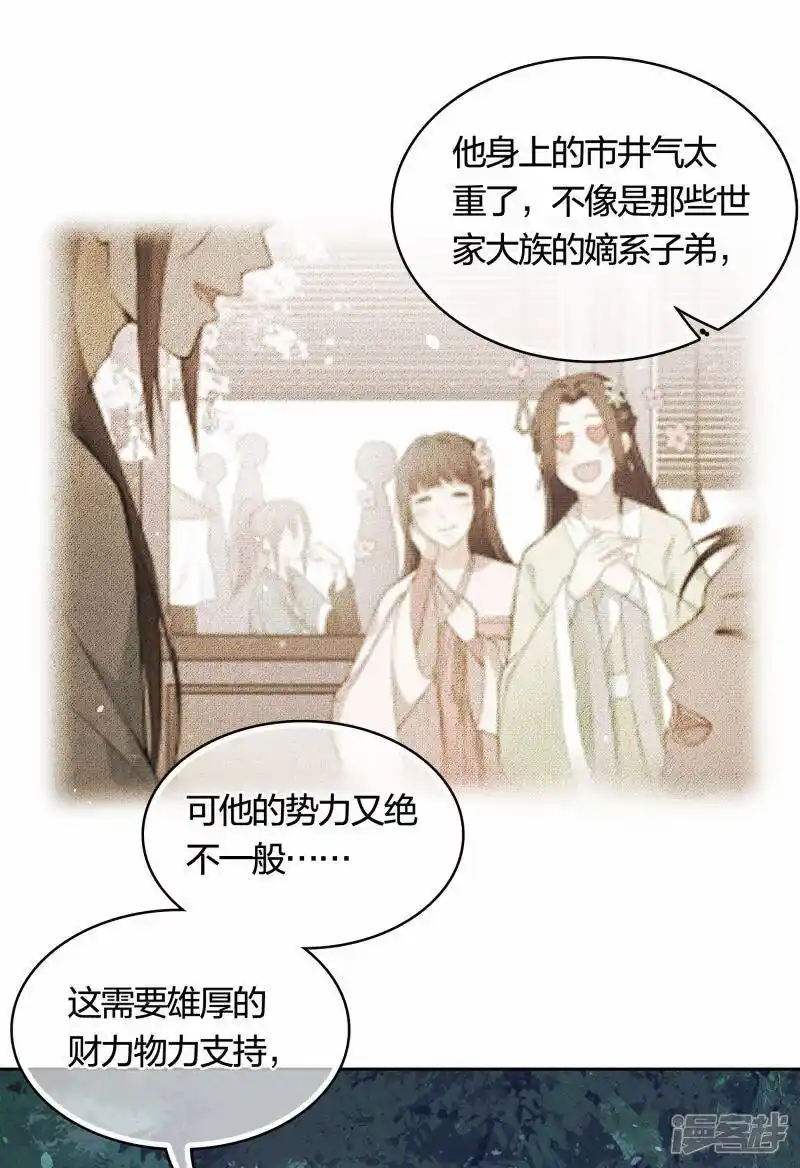 他身上的市井气太
重了，不像是那些世
家大族的嫡系子弟，
可他的势力又绝
不一般……
这需要雄厚的
财力物力支持，
漫客栈